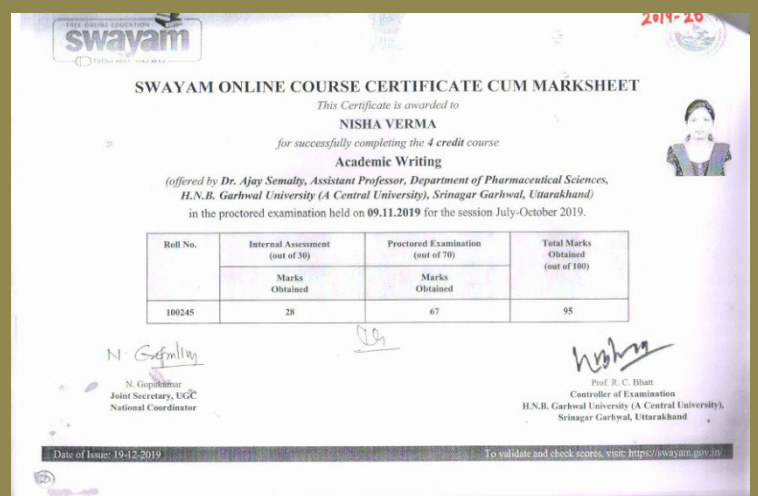 2019-20
FREE ONLINE EDUCATION
swayam
SWAYAM ONLINE COURSE CERTIFICATE CUM MARKSHEET
This Certificate is awarded to
NISHA VERMA
for successfully completing the 4 credit course
Academic Writing
(offered by Dr. Ajay Semalty, Assistant Professor, Department of Pharmaceutical Sciences,
H.N.B. Garhwal University (A Central University), Srinagar Garhwal, Uttarakhand)
in the proctored examination held on 09.11.2019 for the session July-October 2019.
Roll No. Internal Assessment Proctored Examination Total Marks
(out of 30) (out of 70) Obtained
(out of 100)
Marks Marks
Obtained Obtained
100245 28 67 95
N. Gopukumar
Joint Secretary, UGC
National Coordinator
Prof. R. C. Bhatt
Controller of Examination
H.N.B. Garhwal University (A Central University),
Srinagar Garhwal, Uttarakhand
Date of Issue: 19-12-2019 To validate and check scores, visit: https://swayam.gov.in/